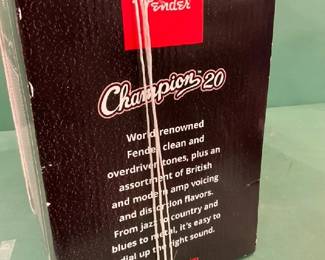 Fender
Champion™ 20
World renowned
Fender clean and
overdriven tones, plus an
assortment of British
and modern amp voicing
and distortion flavors.
From jazz to country and
blues to metal, it's easy to
dial up the right sound.